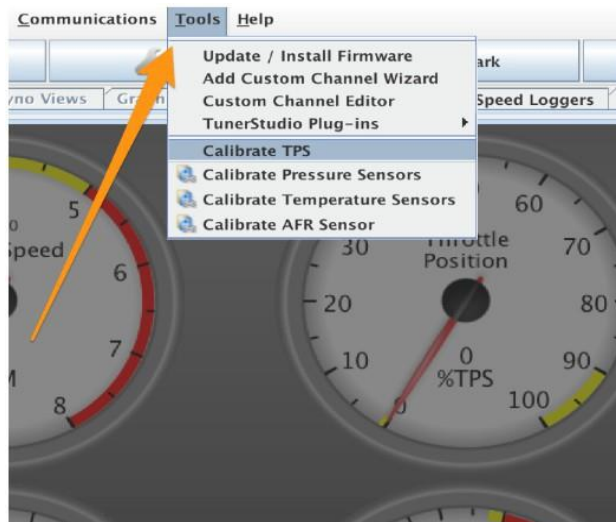 Communications Tools Help
Update / Install Firmware
Add Custom Channel Wizard
Custom Channel Editor
TunerStudio Plug-ins
Calibrate TPS
Calibrate Pressure Sensors
Calibrate Temperature Sensors
Calibrate AFR Sensor
ark
yno Views
Speed Loggers
5
6
7
8
0
peed
M
0
10
20
30
60
70
80
90
100
Throttle
Position
0
%TPS